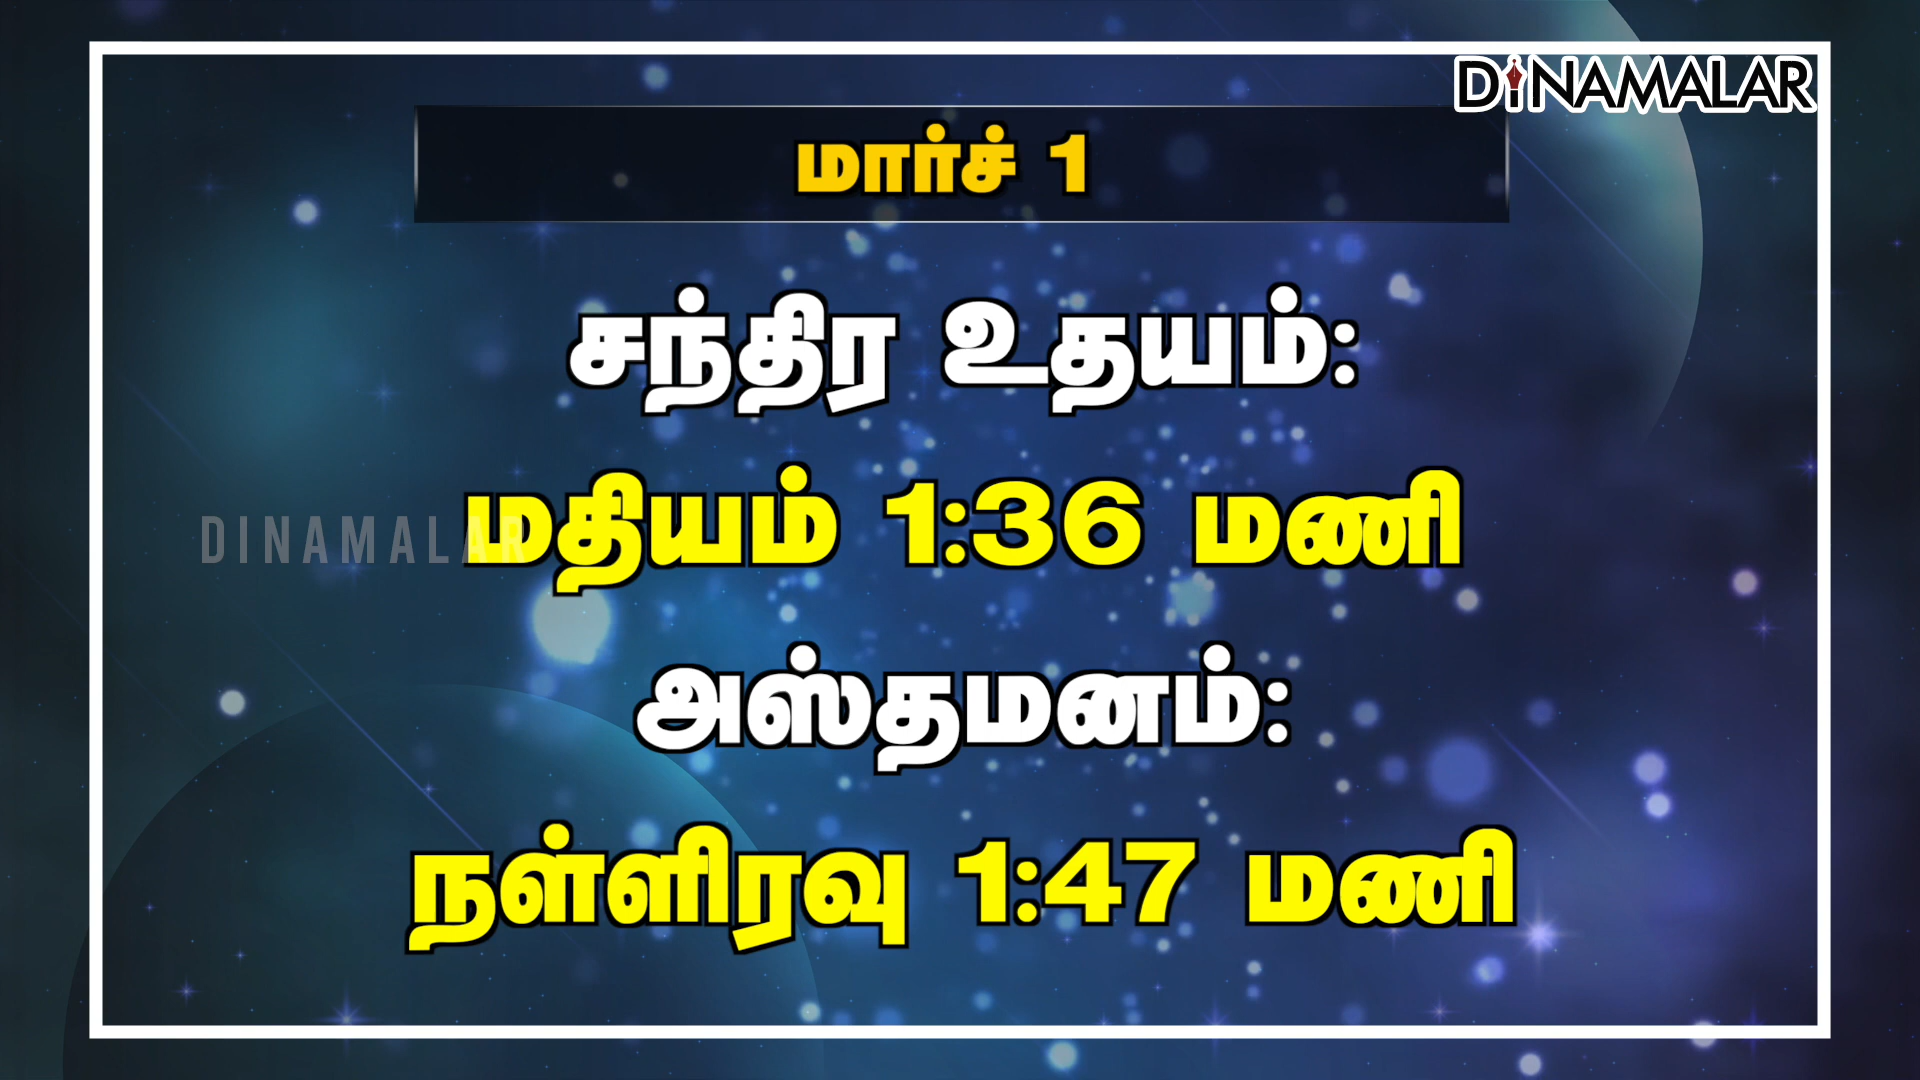 DINAMALAR
மார்ச் 1
சந்திர உதயம்:
மதியம் 1:36 மணி
DINAMALAR
அஸ்தமனம்:
நள்ளிரவு 1:47 மணி